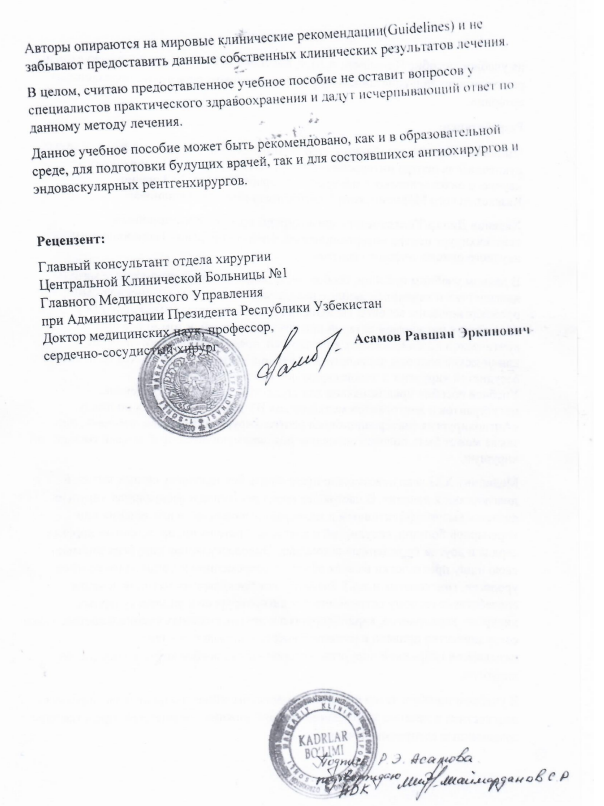 Авторы опираются на мировые клинические рекомендации(Guidelines) и не
забывают предоставить данные собственных клинических результатов лечения.
В целом, считаю предоставленное учебное пособие не оставит вопросов у
специалистов практического здравоохранения и дадут исчерпывающий ответ по
данному методу лечения.
Данное учебное пособие может быть рекомендовано, как и в образовательной
среде, для подготовки будущих врачей, так и для состоявшихся ангиохирургов и
эндоваскулярных рентгенхирургов.
Рецензент:
Главный консультант отдела хирургии
Центральной Клинической Больницы №1
Главного Медицинского Управления
при Администрации Президента Республики Узбекистан
Доктор медицинских наук, профессор,
сердечно-сосудистый хирург
Асамов Равшан Эркинович
KADRLAR
BO'LIMI
Подпись Р.Э. Асамова
подтверждаю